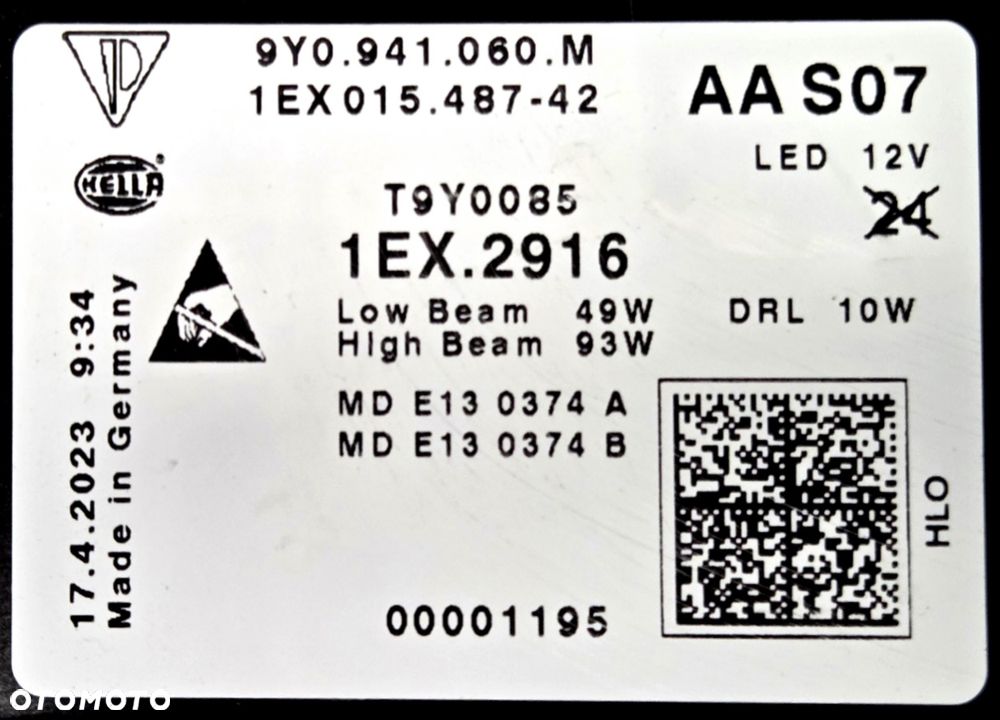 9Y0.941.060.M
1EX 015.487-42
AA S07
LED 12V
24
HELLA
T9Y0085
1EX.2916
Low Beam 49W
High Beam 93W
DRL 10W
MD E13 0374 A
MD E13 0374 B
17.4.2023 9:34
Made in Germany
HLO
00001195
OTOMOTO